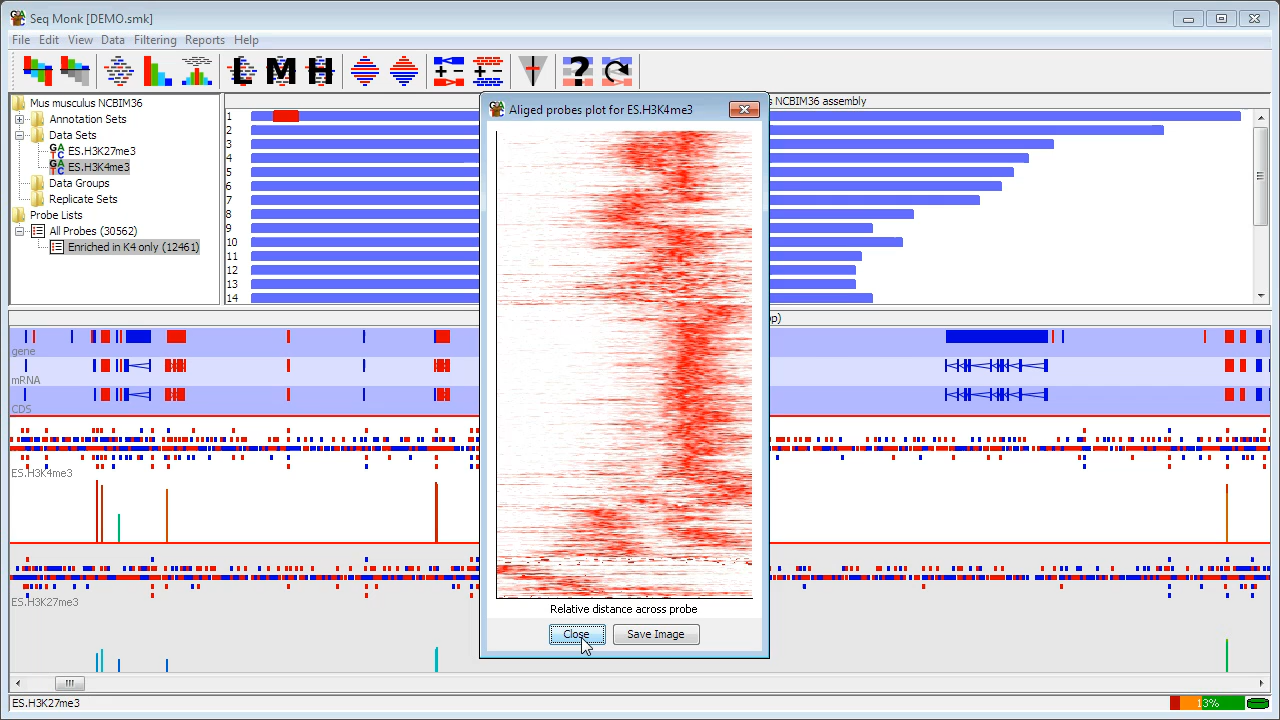 Seq Monk [DEMO.smk]
File Edit View Data Filtering Reports Help
L M H ?
Mus musculus NCBIM36
Annotation Sets
Data Sets
ES.H3K27me3
ES.H3K4me3
Data Groups
Replicate Sets
Probe Lists
All Probes (30562)
Enriched in K4 only (12461)
s NCBIM36 assembly
1
2
3
4
5
6
7
8
9
10
11
12
13
14
Aliged probes plot for ES.H3K4me3
Relative distance across probe
Close Save Image
gene
mRNA
CDS
ES.H3K4me3
ES.H3K27me3
ES.H3K27me3
13%